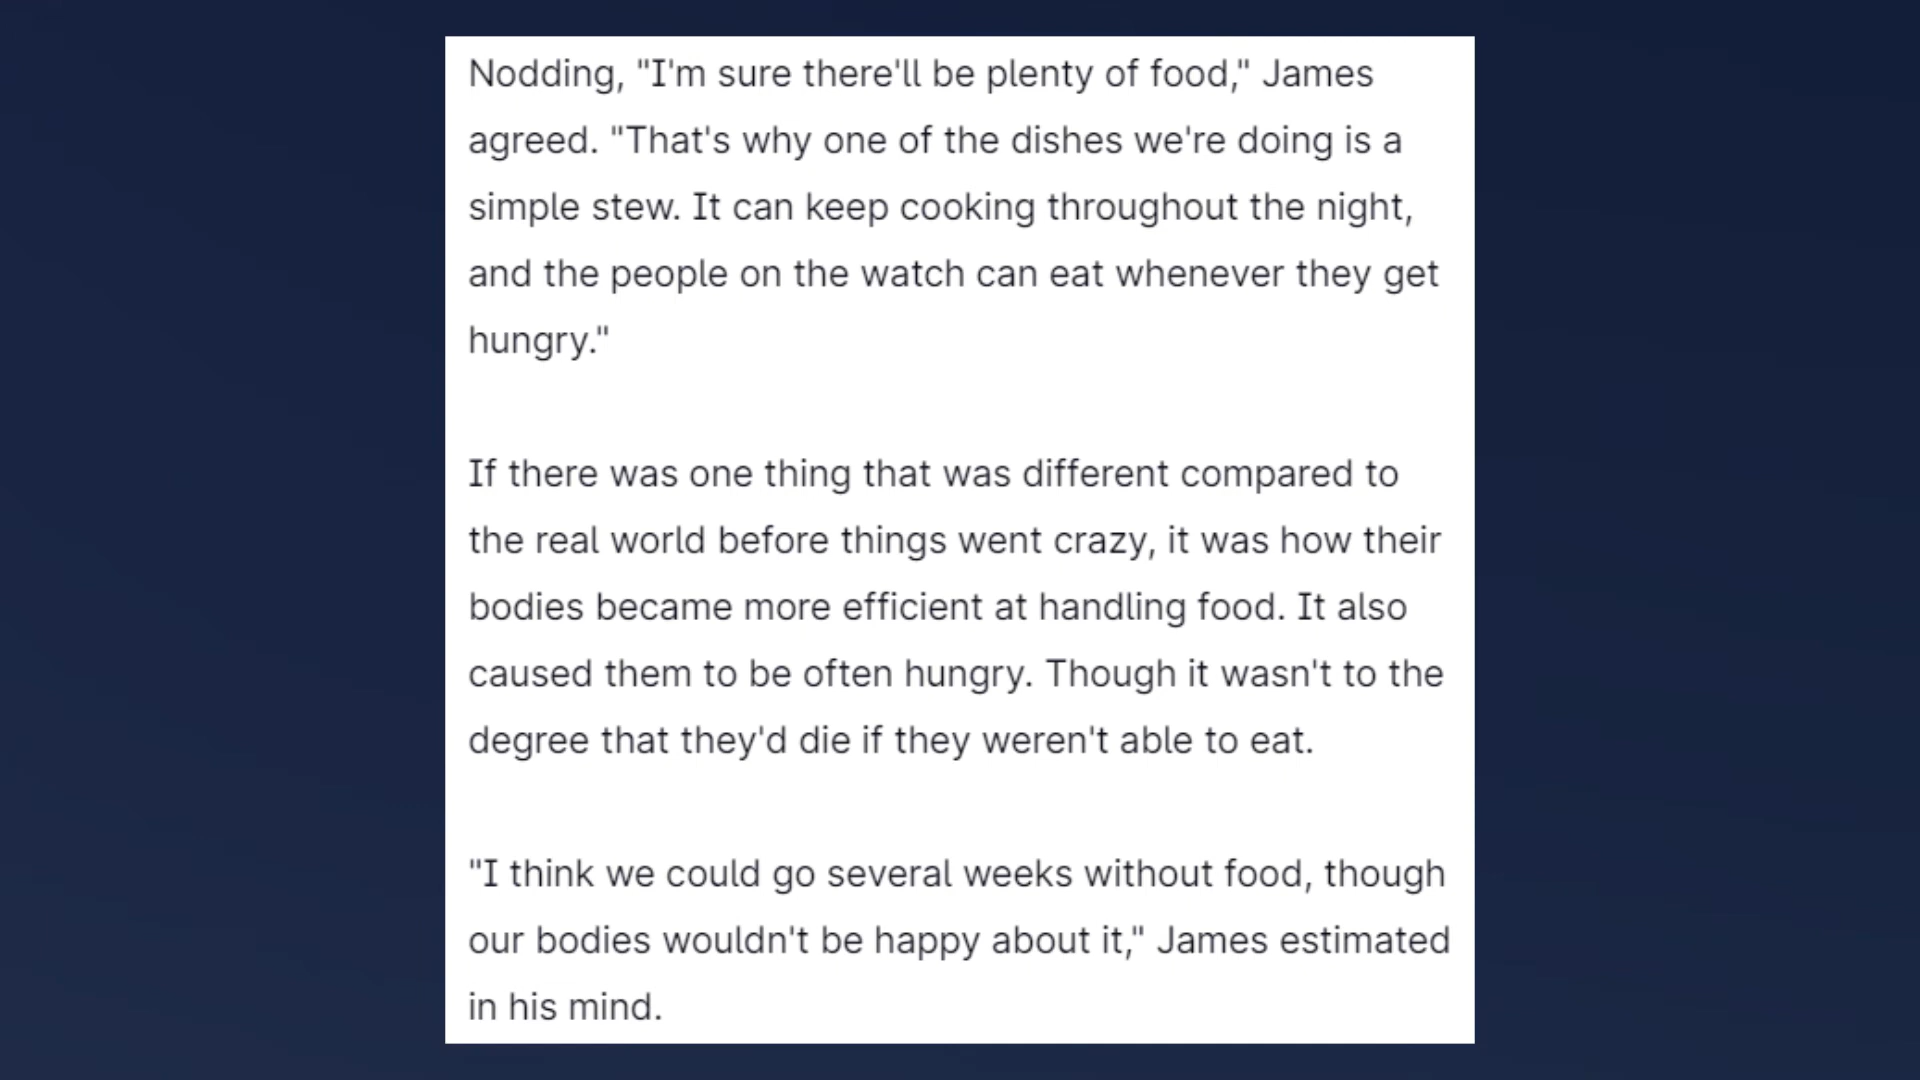 Nodding, "I'm sure there'll be plenty of food," James
agreed. "That's why one of the dishes we're doing is a
simple stew. It can keep cooking throughout the night,
and the people on the watch can eat whenever they get
hungry."
If there was one thing that was different compared to
the real world before things went crazy, it was how their
bodies became more efficient at handling food. It also
caused them to be often hungry. Though it wasn't to the
degree that they'd die if they weren't able to eat.
"I think we could go several weeks without food, though
our bodies wouldn't be happy about it," James estimated
in his mind.